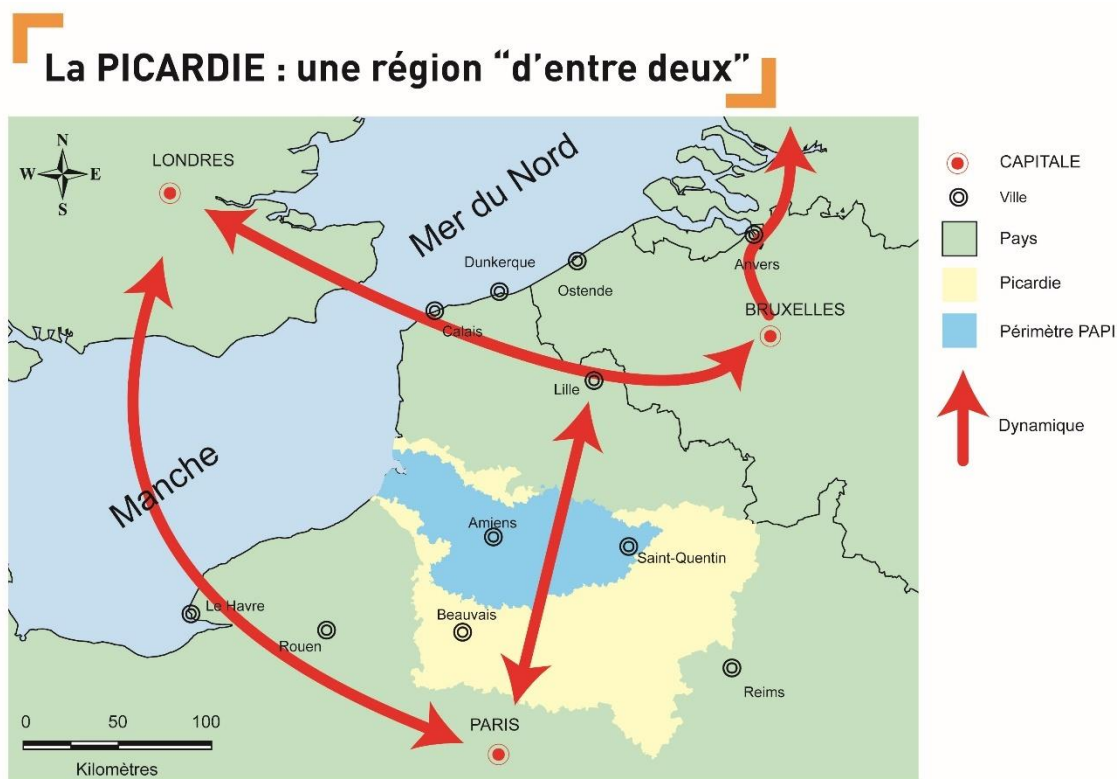 La PICARDIE : une région “d’entre deux”
N
W E
S
LONDRES
Mer du Nord
Dunkerque
Ostende
Anvers
Calais
BRUXELLES
Lille
Manche
Amiens
Saint-Quentin
Le Havre
Beauvais
Rouen
Reims
PARIS
0 50 100
Kilomètres
CAPITALE
Ville
Pays
Picardie
Périmètre PAPI
Dynamique